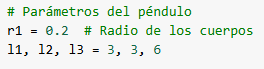 # Parámetros del péndulo
r1 = 0.2  # Radio de los cuerpos
l1, l2, l3 = 3, 3, 6